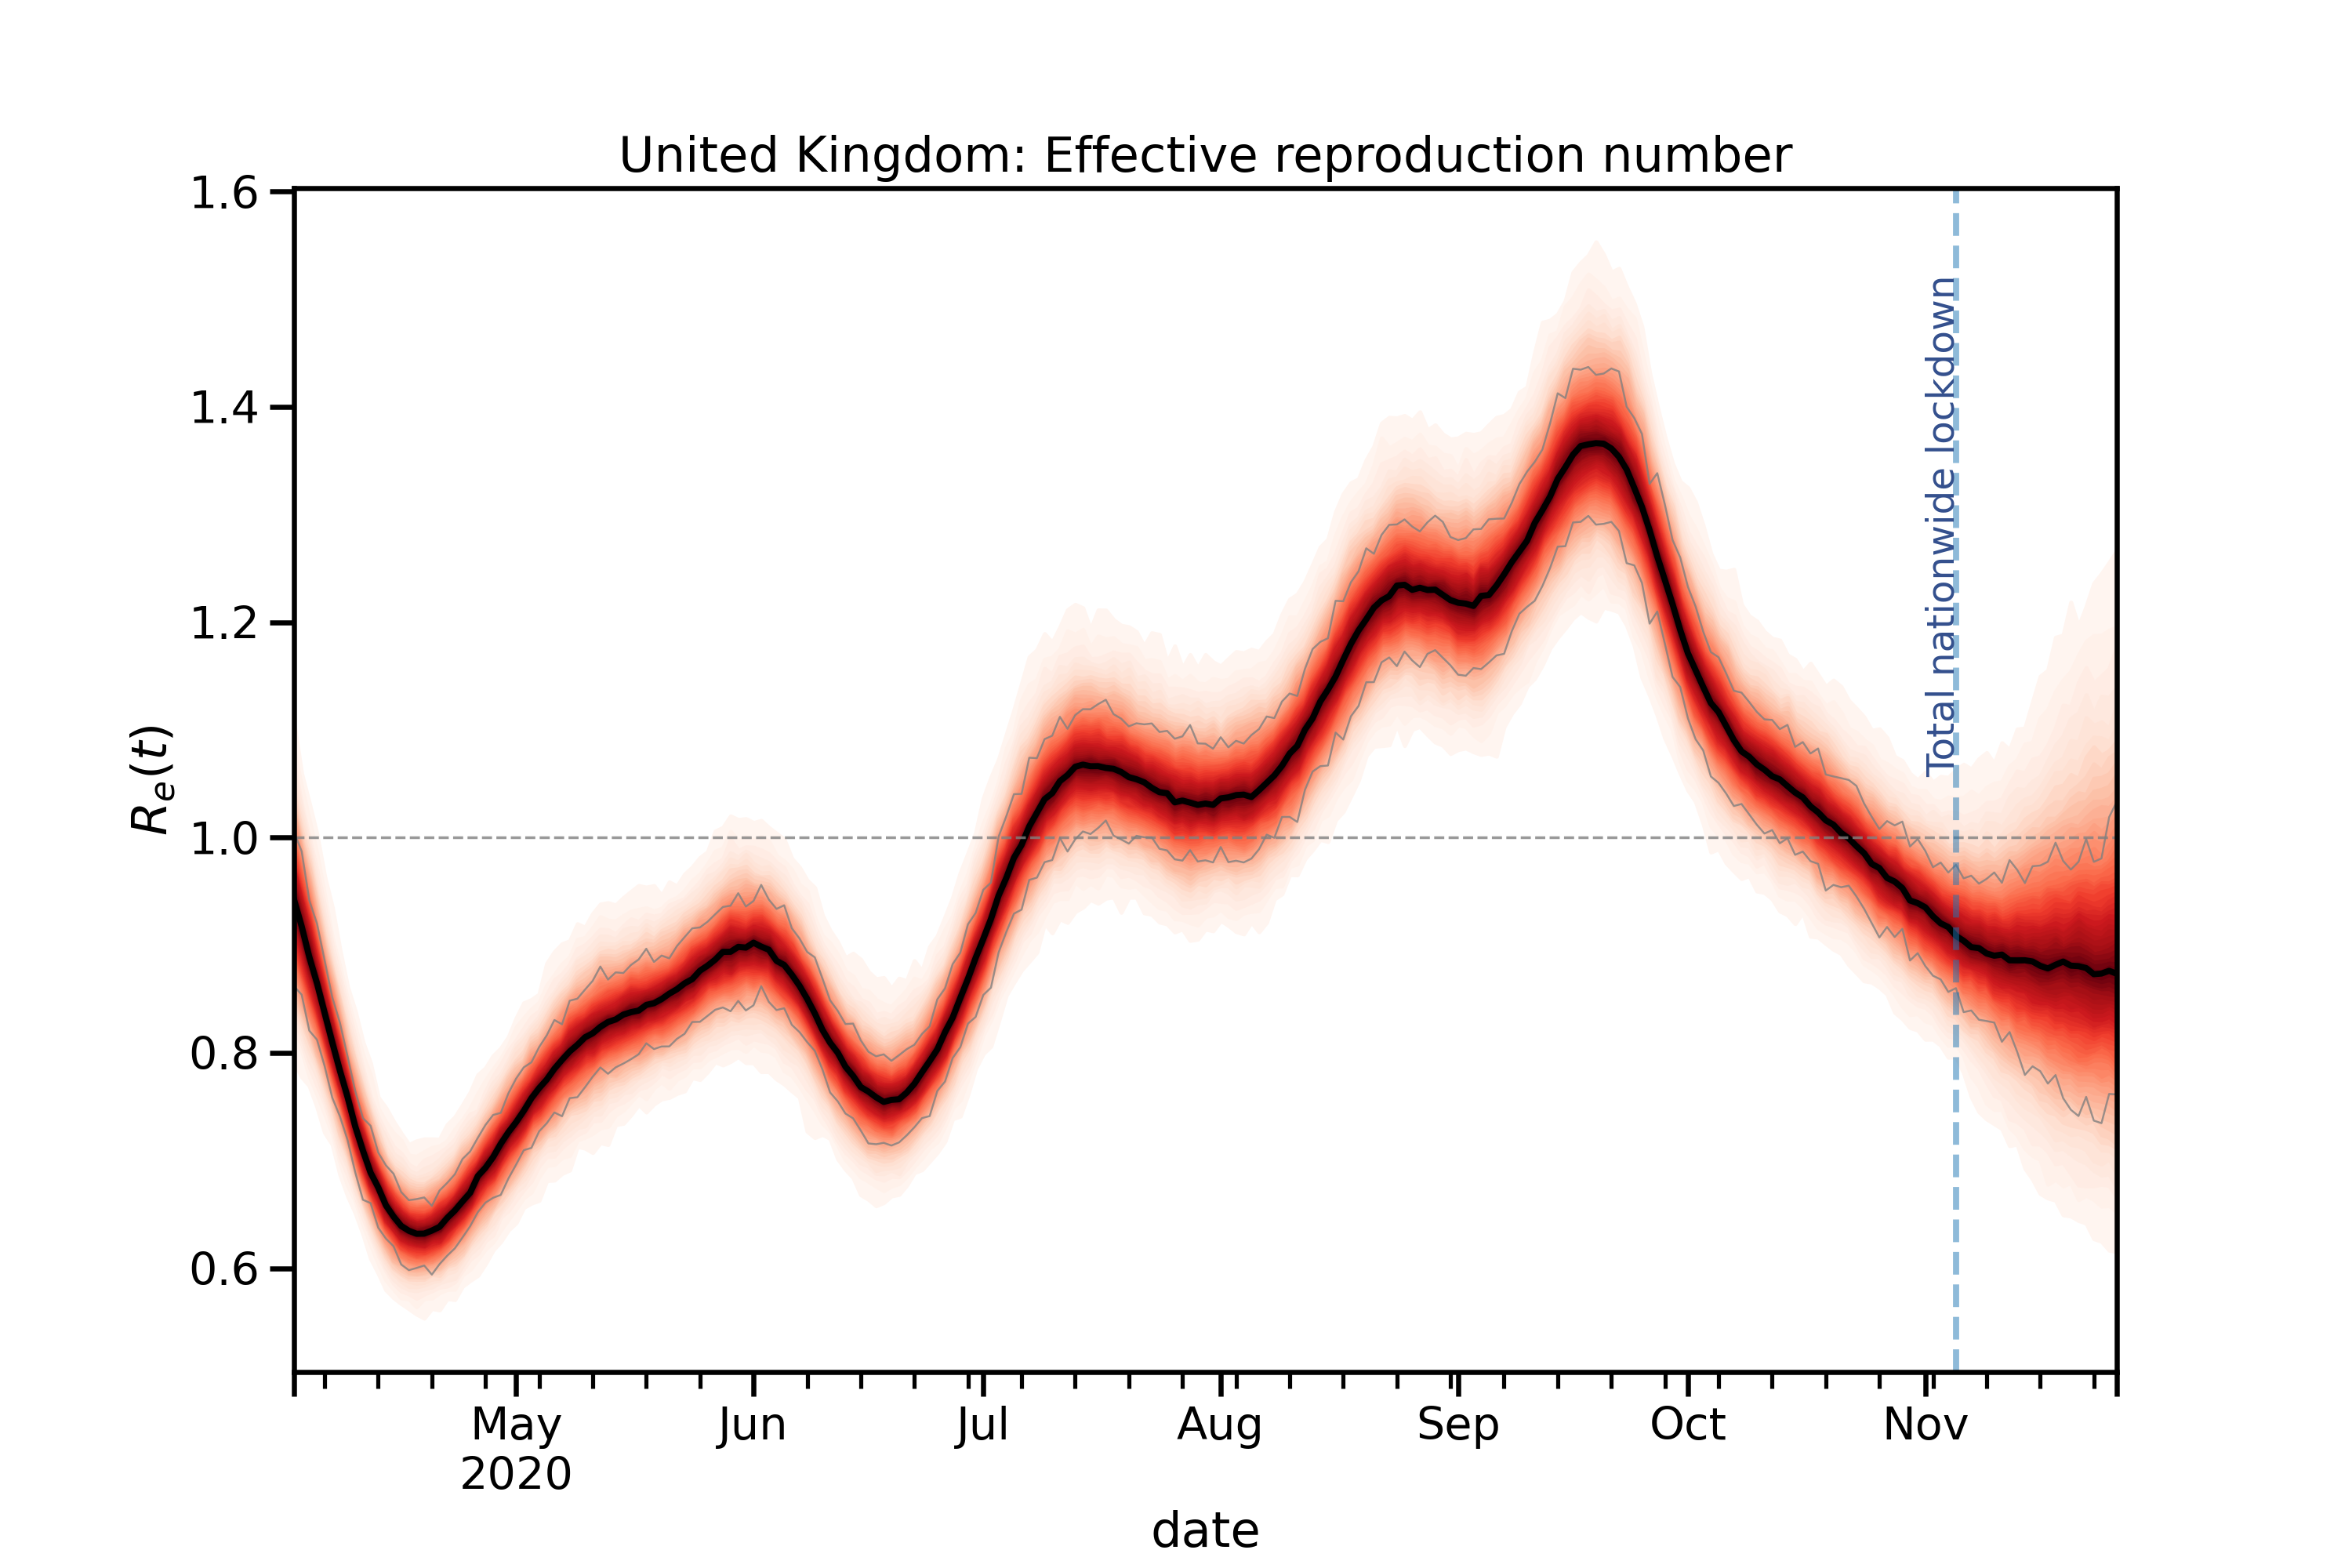 United Kingdom: Effective reproduction number
1.6
1.4
1.2
1.0
0.8
0.6
Rₑ(t)
Total nationwide lockdown
May Jun Jul Aug Sep Oct Nov
2020
date